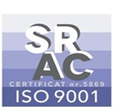 SR
AC
CERTIFICAT nr.5869
ISO 9001